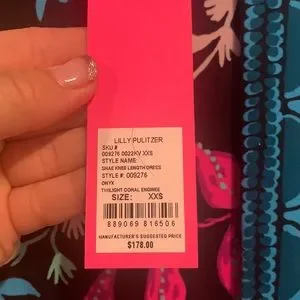 LILLY PULITZER
SKU #
009276 0022KV XXS
STYLE NAME:
SHAE KNEE LENGTH DRESS
STYLE #: 009276
ONYX
TWILIGHT CORAL ENGINEE
SIZE: XXS
889069 816506
MANUFACTURER'S SUGGESTED PRICE
$178.00